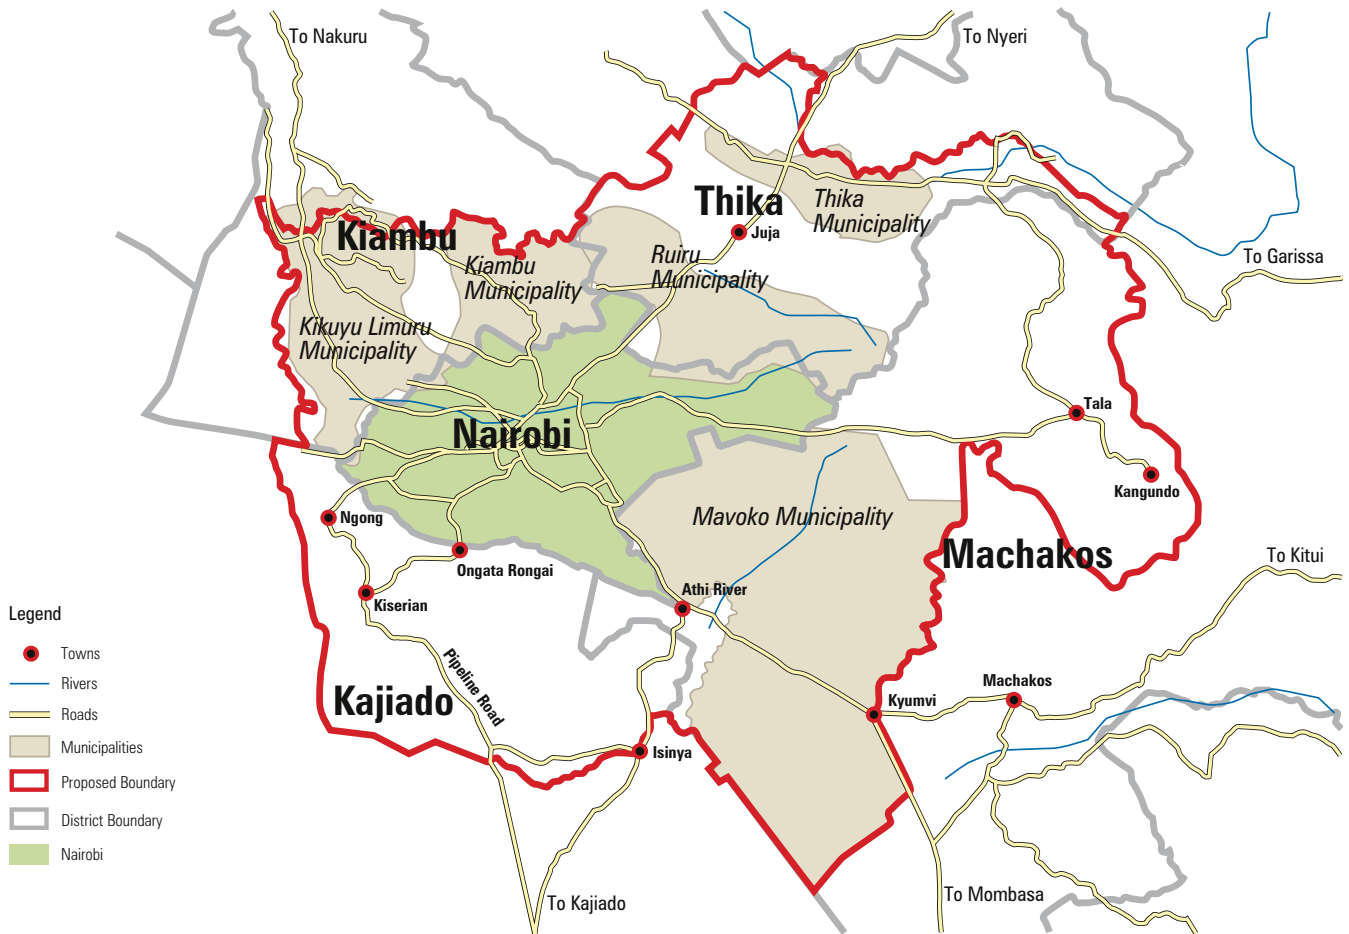 To Nakuru
To Nyeri
Thika
Thika
Municipality
Juja
Kiambu
Kiambu
Municipality
Ruiru
Municipality
To Garissa
Kikuyu Limuru
Municipality
Tala
Nairobi
Kangundo
Ngong
Mavoko Municipality
Machakos
To Kitui
Ongata Rongai
Athi River
Kiserian
Legend
Towns
Rivers
Roads
Municipalities
Proposed Boundary
District Boundary
Nairobi
Pipeline Road
Kajiado
Machakos
Kyumvi
Isinya
To Kajiado
To Mombasa